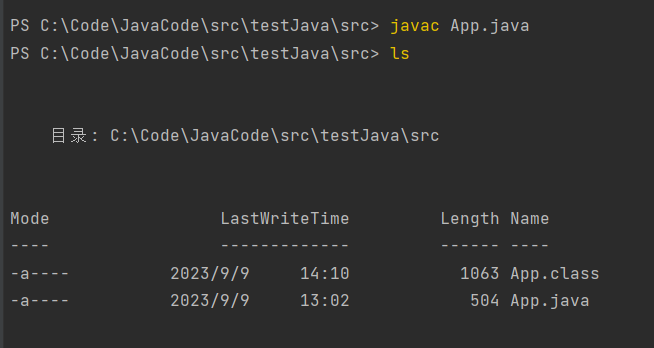 PS C:\Code\JavaCode\src\testJava\src> javac App.java
PS C:\Code\JavaCode\src\testJava\src> ls
目录: C:\Code\JavaCode\src\testJava\src
Mode LastWriteTime Length Name
---- ------------- ------ ----
-a---- 2023/9/9 14:10 1063 App.class
-a---- 2023/9/9 13:02 504 App.java